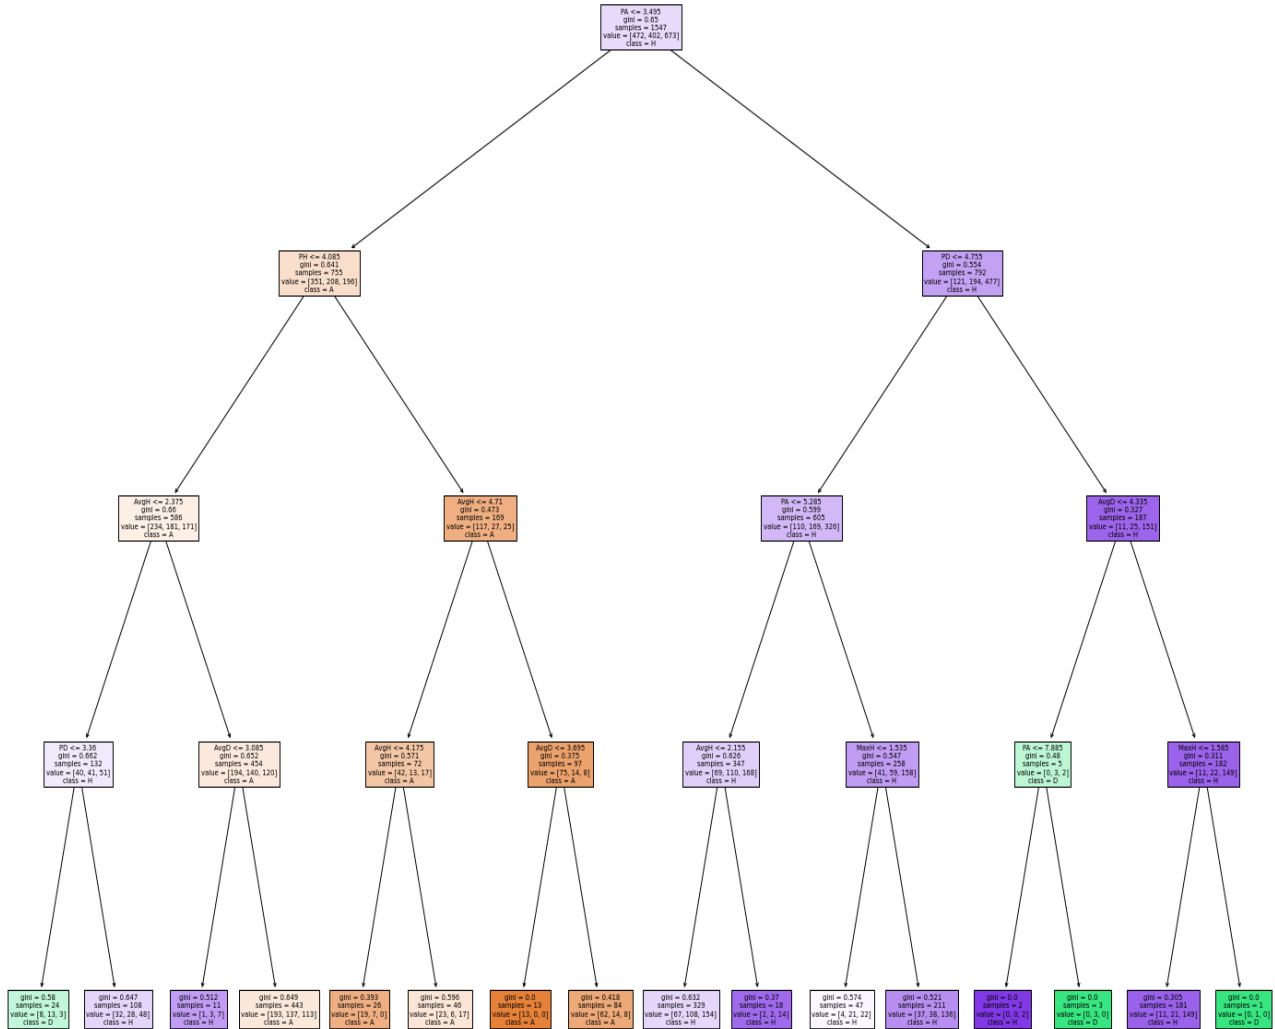 PA <= 3.495
gini = 0.65
samples = 1547
value = [472, 402, 673]
class = H
PH <= 4.085
gini = 0.641
samples = 755
value = [351, 208, 196]
class = A
PD <= 4.755
gini = 0.554
samples = 792
value = [121, 194, 477]
class = H
AvgH <= 2.375
gini = 0.66
samples = 586
value = [234, 181, 171]
class = A
AvgH <= 4.71
gini = 0.473
samples = 169
value = [117, 27, 25]
class = A
PA <= 5.285
gini = 0.599
samples = 605
value = [110, 169, 326]
class = H
AvgD <= 4.335
gini = 0.327
samples = 187
value = [11, 25, 151]
class = H
PD <= 3.36
gini = 0.662
samples = 132
value = [40, 41, 51]
class = H
AvgD <= 3.085
gini = 0.652
samples = 454
value = [194, 140, 120]
class = A
AvgH <= 4.175
gini = 0.571
samples = 72
value = [42, 13, 17]
class = A
AvgD <= 3.695
gini = 0.375
samples = 97
value = [75, 14, 8]
class = A
AvgH <= 2.155
gini = 0.626
samples = 347
value = [69, 110, 168]
class = H
MaxH <= 1.535
gini = 0.547
samples = 258
value = [41, 59, 158]
class = H
PA <= 7.885
gini = 0.48
samples = 5
value = [0, 3, 2]
class = D
MaxH <= 1.585
gini = 0.311
samples = 182
value = [11, 22, 149]
class = H
gini = 0.58
samples = 24
value = [8, 13, 3]
class = D
gini = 0.647
samples = 108
value = [32, 28, 48]
class = H
gini = 0.512
samples = 11
value = [1, 3, 7]
class = H
gini = 0.649
samples = 443
value = [193, 137, 113]
class = A
gini = 0.393
samples = 26
value = [19, 7, 0]
class = A
gini = 0.596
samples = 46
value = [23, 6, 17]
class = A
gini = 0.0
samples = 13
value = [13, 0, 0]
class = A
gini = 0.418
samples = 84
value = [62, 14, 8]
class = A
gini = 0.632
samples = 329
value = [67, 108, 154]
class = H
gini = 0.37
samples = 18
value = [2, 2, 14]
class = H
gini = 0.574
samples = 47
value = [4, 21, 22]
class = H
gini = 0.521
samples = 211
value = [37, 38, 136]
class = H
gini = 0.0
samples = 2
value = [0, 0, 2]
class = H
gini = 0.0
samples = 3
value = [0, 3, 0]
class = D
gini = 0.305
samples = 181
value = [11, 21, 149]
class = H
gini = 0.0
samples = 1
value = [0, 1, 0]
class = D